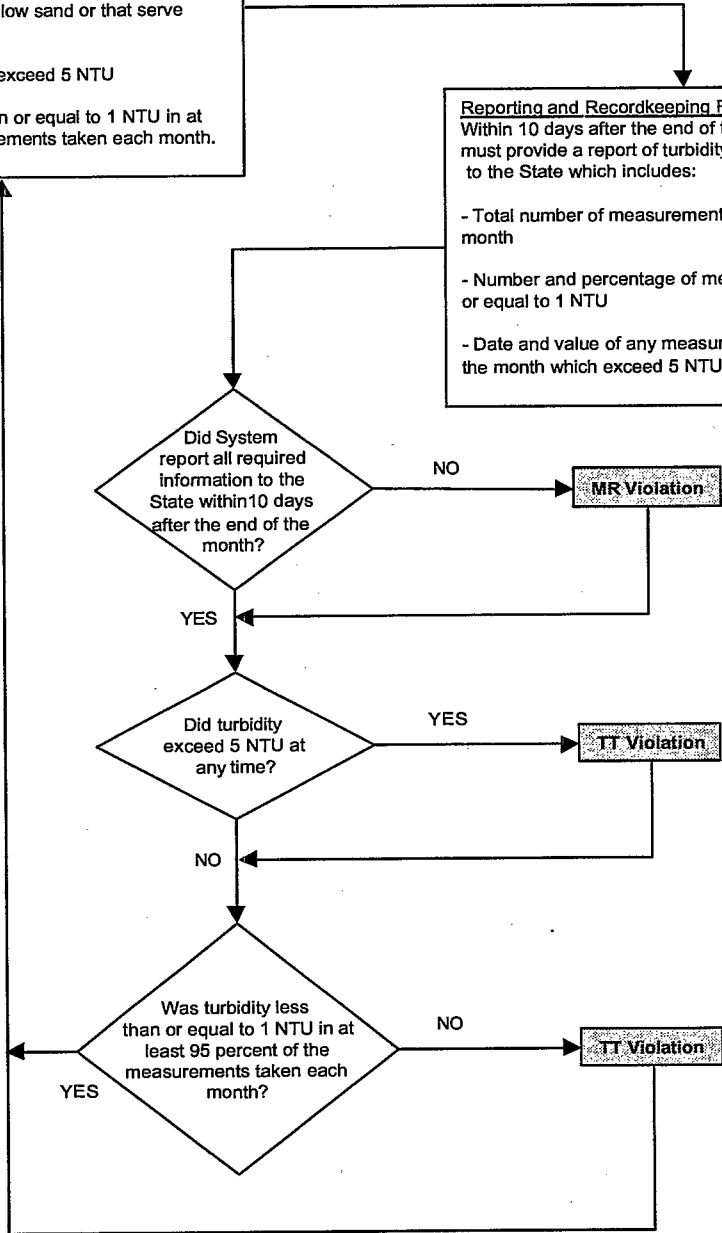 low sand or that serve
exceed 5 NTU
or equal to 1 NTU in at
ements taken each month.
Reporting and Recordkeeping
Within 10 days after the end of
must provide a report of turbidity
to the State which includes:
- Total number of measurement
month
- Number and percentage of me
or equal to 1 NTU
- Date and value of any measur
the month which exceed 5 NTU
Did System
report all required
information to the
State within10 days
after the end of the
month?
NO
MR Violation
YES
Did turbidity
exceed 5 NTU at
any time?
YES
TT Violation
NO
Was turbidity less
than or equal to 1 NTU in at
least 95 percent of the
measurements taken each
month?
NO
TT Violation
YES